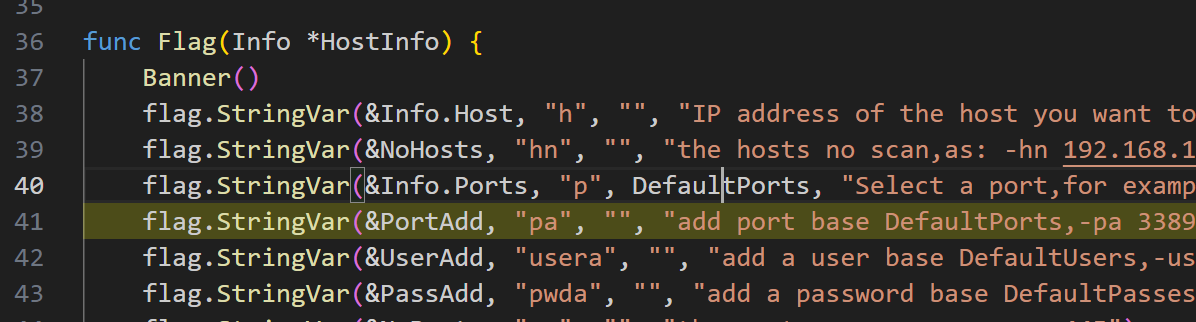 35
36 func Flag(Info *HostInfo) {
37 Banner()
38 flag.StringVar(&Info.Host, "h", "", "IP address of the host you want to
39 flag.StringVar(&NoHosts, "hn", "", "the hosts no scan,as: -hn 192.168.1
40 flag.StringVar(&Info.Ports, "p", DefaultPorts, "Select a port,for examp
41 flag.StringVar(&PortAdd, "pa", "", "add port base DefaultPorts,-pa 3389
42 flag.StringVar(&UserAdd, "usera", "", "add a user base DefaultUsers,-us
43 flag.StringVar(&PassAdd, "pwda", "", "add a password base DefaultPasses